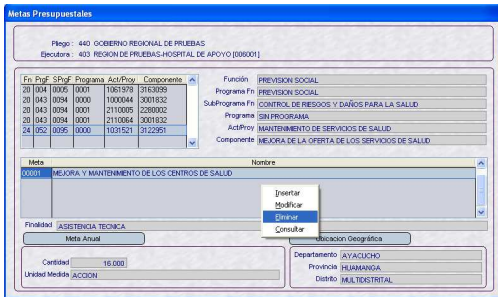 Metas Presupuestales
Pliego : 440 GOBIERNO REGIONAL DE PRUEBAS
Ejecutora : 403 REGION DE PRUEBAS-HOSPITAL DE APOYO [006001]
Fn PrgF SPrgF Programa Act/Proy Componente
20 004 0005 0001 1061978 3163099
20 043 0094 0000 1000044 3001832
20 043 0094 0001 2110005 2280002
20 043 0094 0001 2110064 3001832
24 052 0095 0000 1031521 3122951
Función PREVISION SOCIAL
Programa Fn PREVISION SOCIAL
SubPrograma Fn CONTROL DE RIESGOS Y DAÑOS PARA LA SALUD
Programa SIN PROGRAMA
Act/Proy MANTENIMIENTO DE SERVICIOS DE SALUD
Componente MEJORA DE LA OFERTA DE LOS SERVICIOS DE SALUD
Meta Nombre
00001 MEJORA Y MANTENIMIENTO DE LOS CENTROS DE SALUD
Insertar
Modificar
Eliminar
Consultar
Finalidad ASISTENCIA TECNICA
Meta Anual Ubicacion Geográfica
Cantidad 16.000
Unidad Medida ACCION
Departamento AYACUCHO
Provincia HUAMANGA
Distrito MULTIDISTRITAL